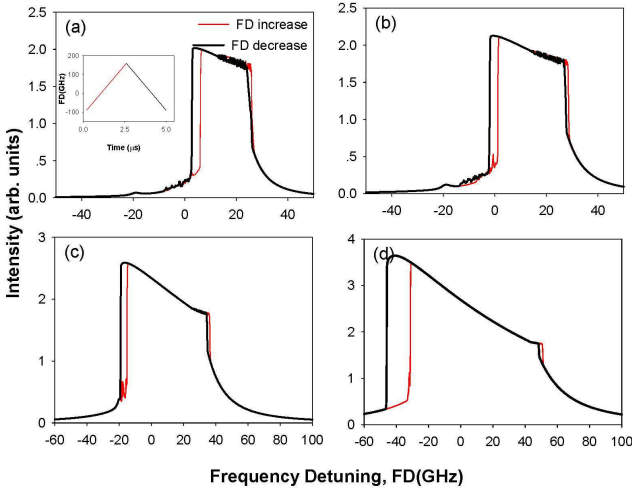 (a)
FD increase
FD decrease
2.5
2.0
1.5
1.0
.5
0.0
-40 -20 0 20 40
FD(GHz)
200
100
0
-100
0.0 2.5 5.0
Time (μs)
(b)
2.5
2.0
1.5
1.0
.5
0.0
-40 -20 0 20 40
Intensity (arb. units)
(c)
3
2
1
0
-60 -40 -20 0 20 40 60 80 100
(d)
4
3
2
1
0
-60 -40 -20 0 20 40 60 80 100
Frequency Detuning, FD(GHz)